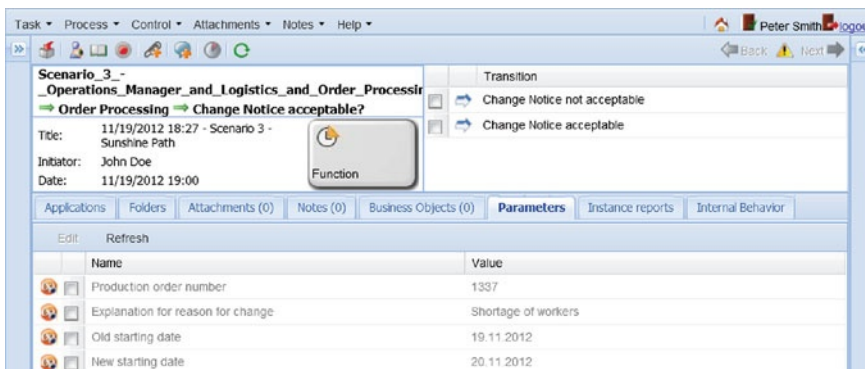 Task Process Control Attachments Notes Help Peter Smith logou
Back Next
Scenario_3_-
_Operations_Manager_and_Logistics_and_Order_Processin
Order Processing Change Notice acceptable?
Title: 11/19/2012 18:27 - Scenario 3 -
Sunshine Path
Initiator: John Doe
Date: 11/19/2012 19:00
Function
Transition
Change Notice not acceptable
Change Notice acceptable
Applications Folders Attachments (0) Notes (0) Business Objects (0) Parameters Instance reports Internal Behavior
Edit Refresh
Name Value
Production order number 1337
Explanation for reason for change Shortage of workers
Old starting date 19.11.2012
New starting date 20.11.2012